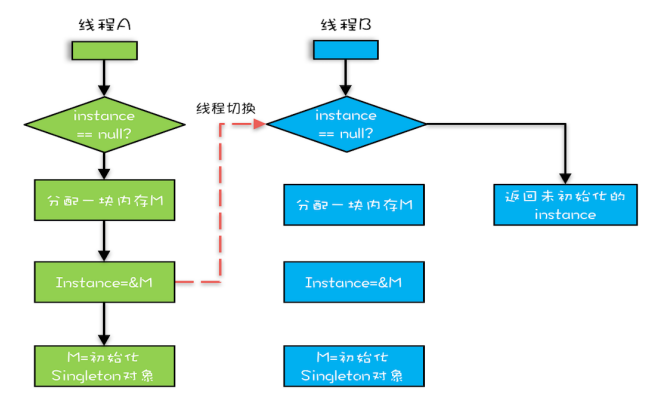 线程A
线程B
instance
== null?
线程切换
instance
== null?
分配一块内存M
分配一块内存M
返回未初始化的
instance
Instance=&M
Instance=&M
M=初始化
Singleton对象
M=初始化
Singleton对象